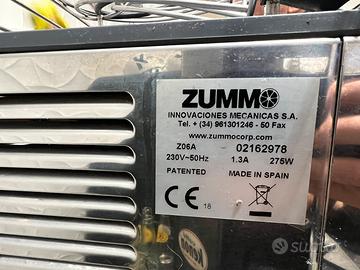 ZUMMO
INNOVACIONES MECANICAS S.A.
Tel. + (34) 961301246 - 50 Fax
www.zummocorp.com
Z06A - 02162978
230V~50Hz 1.3A 275W
PATENTED MADE IN SPAIN
CE 18
subito